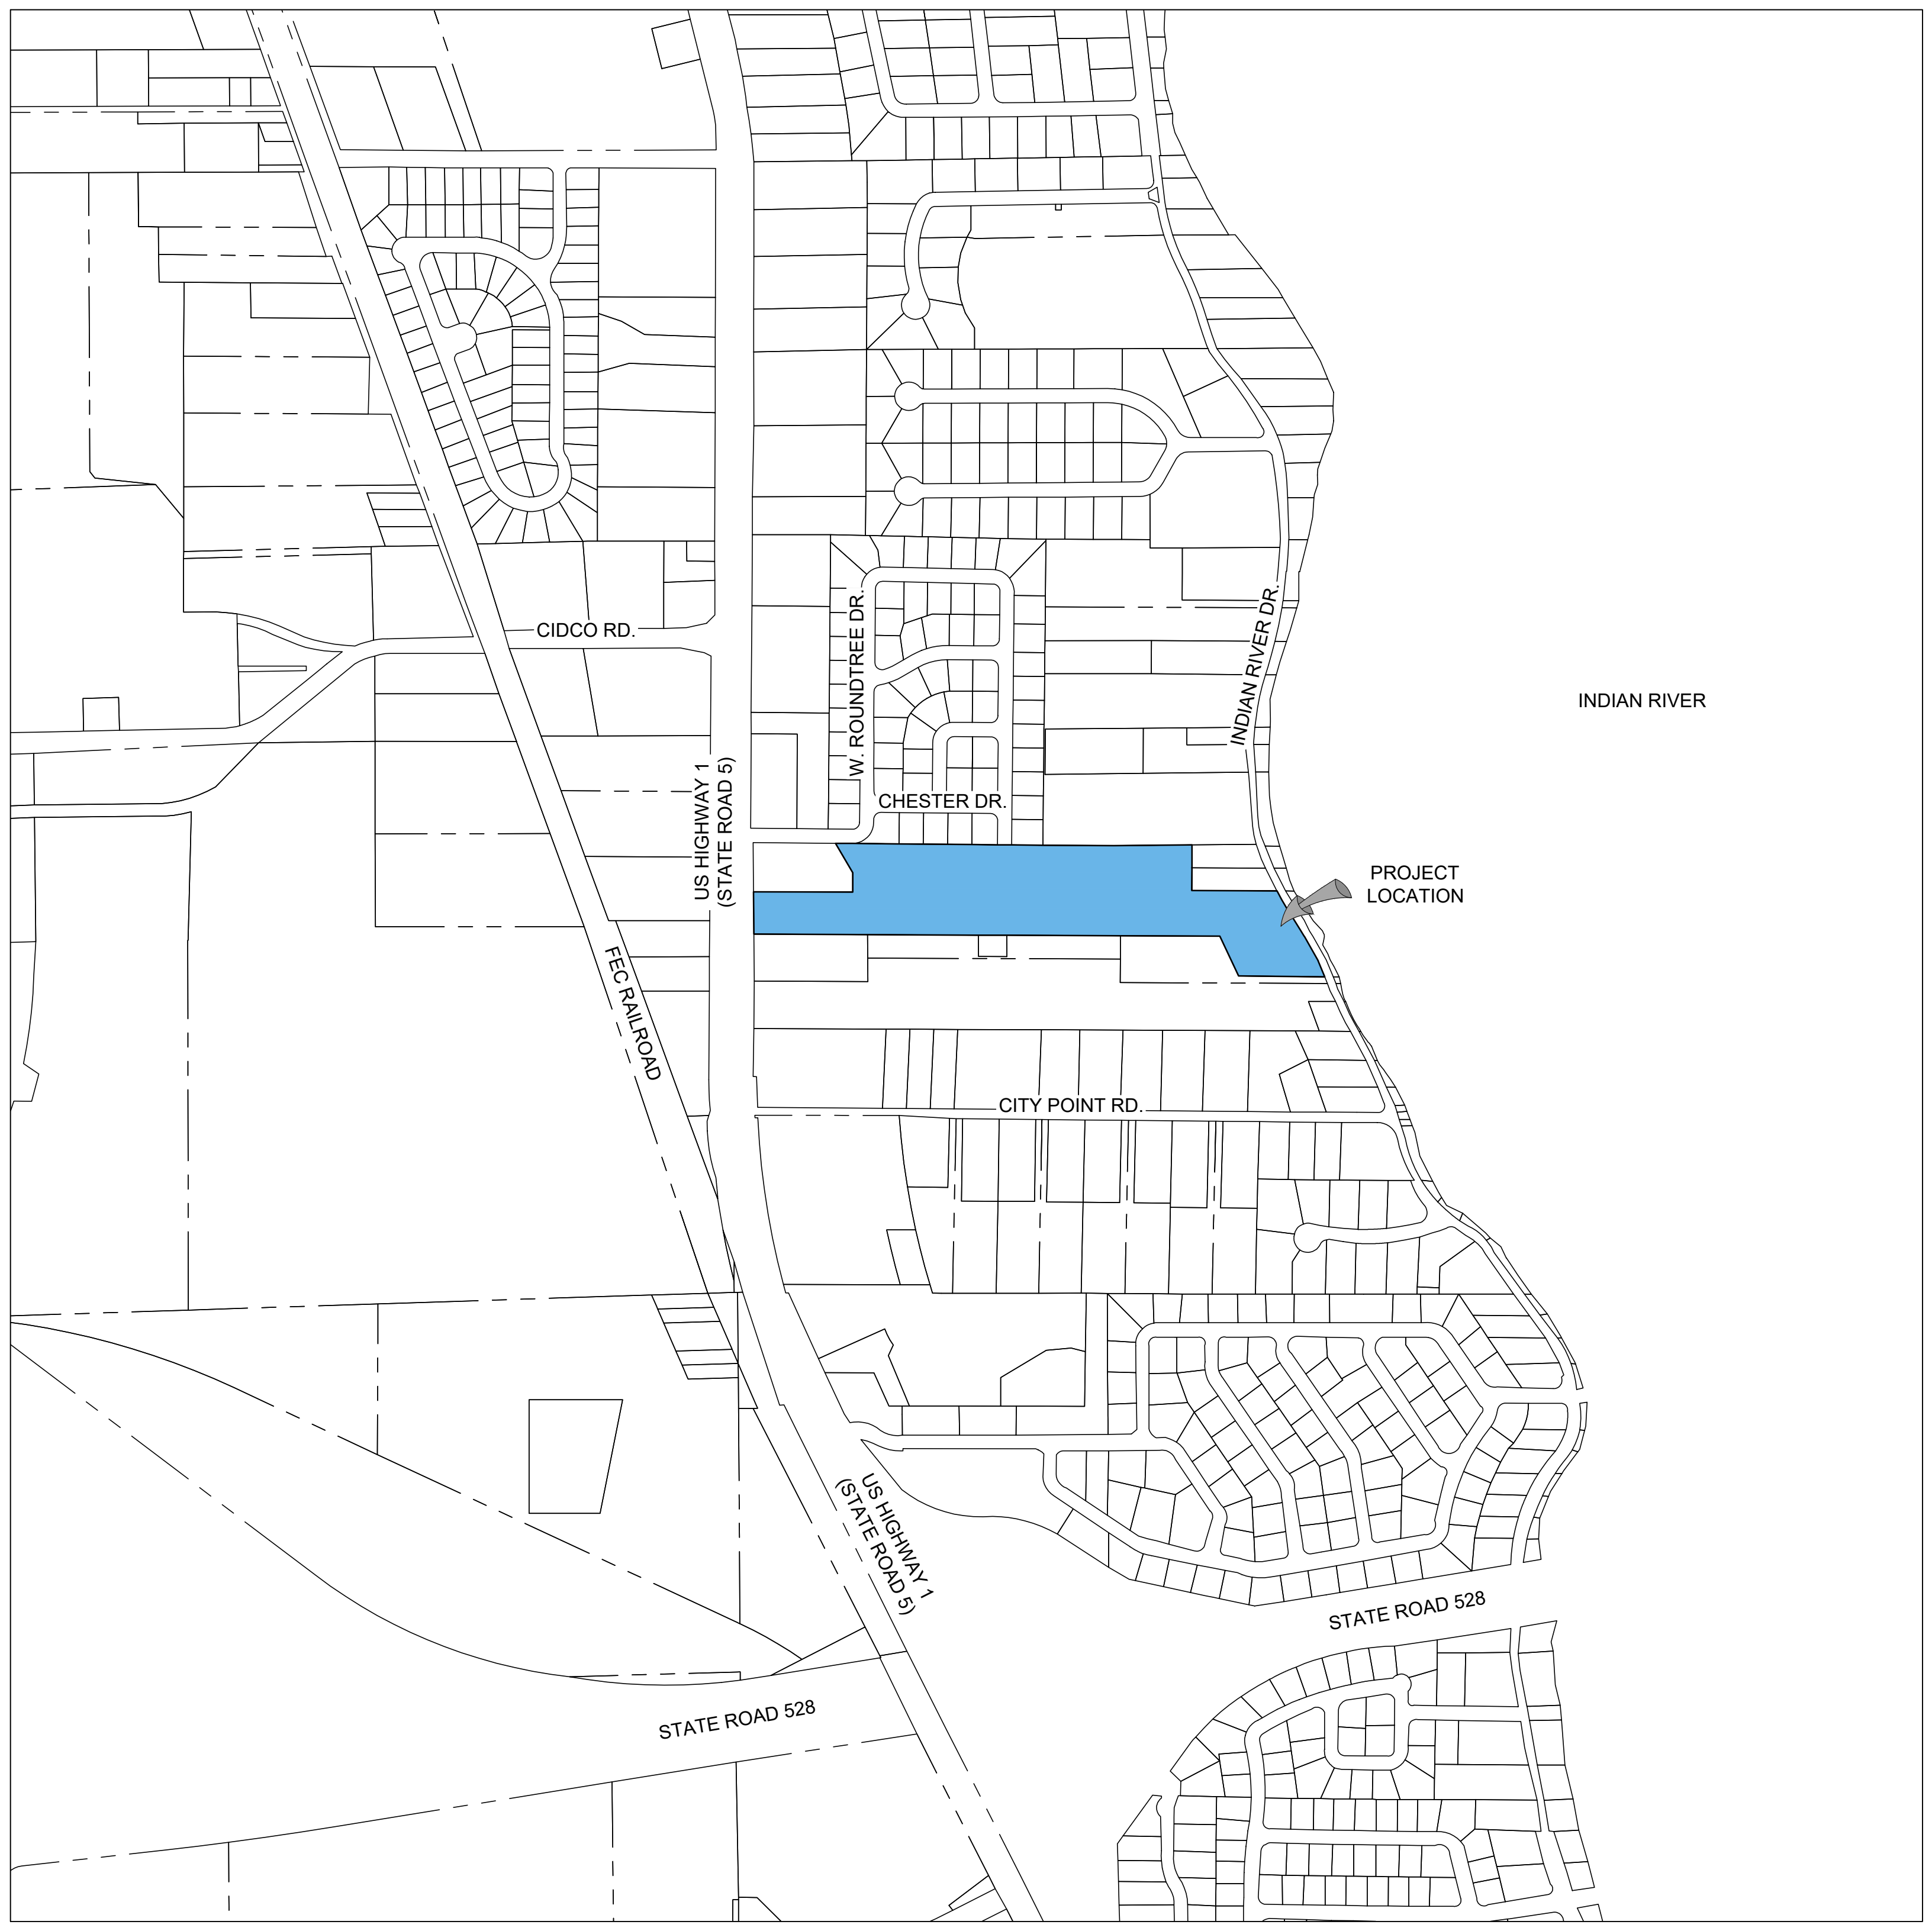 CIDCO RD.
W. ROUNDTREE DR.
INDIAN RIVER DR.
INDIAN RIVER
US HIGHWAY 1
(STATE ROAD 5)
CHESTER DR.
PROJECT
LOCATION
FEC RAILROAD
CITY POINT RD.
US HIGHWAY 1
(STATE ROAD 5)
STATE ROAD 528
STATE ROAD 528